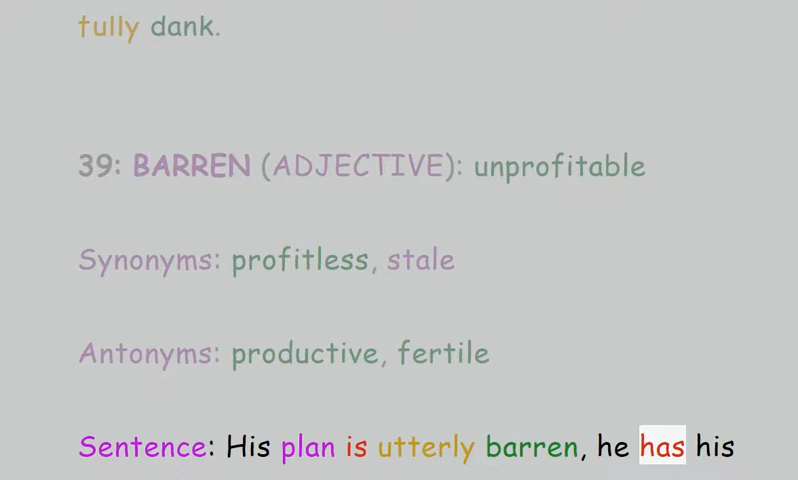 fully dank.
39: BARREN (ADJECTIVE): unprofitable
Synonyms: profitless, stale
Antonyms: productive, fertile
Sentence: His plan is utterly barren, he has his